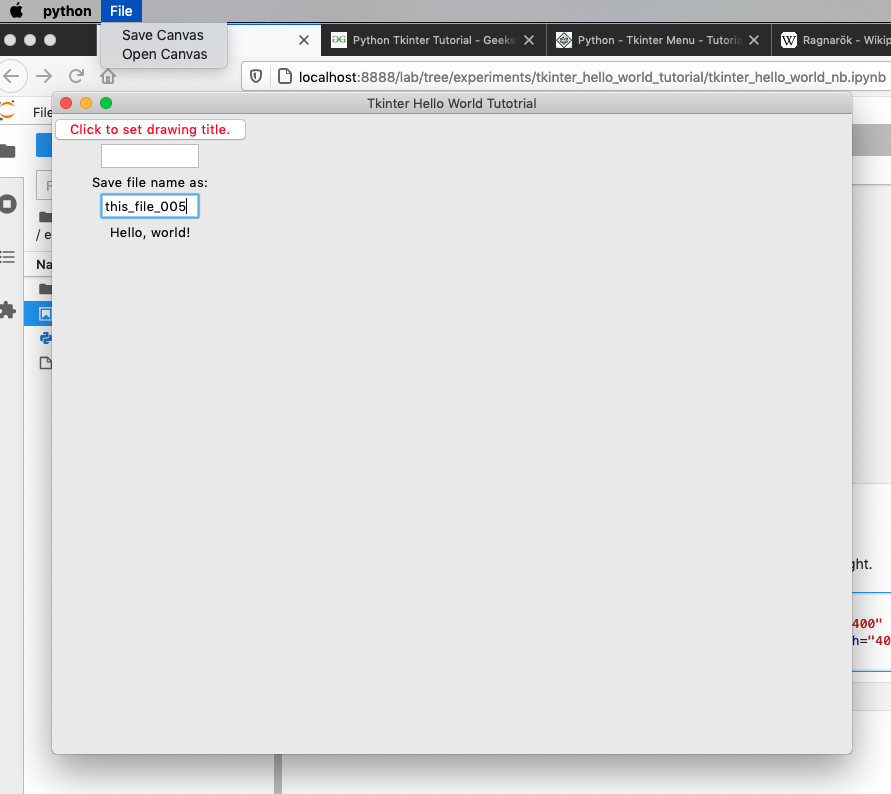 python File
Save Canvas
Open Canvas
Python Tkinter Tutorial - Geeks
Python - Tkinter Menu - Tutoria
Ragnarök - Wikip
localhost:8888/lab/tree/experiments/tkinter_hello_world_tutorial/tkinter_hello_world_nb.ipynb
File
Tkinter Hello World Tutotrial
Click to set drawing title.
F
Save file name as:
this_file_005
/ e
Hello, world!
Na
ght.
400"
h="40